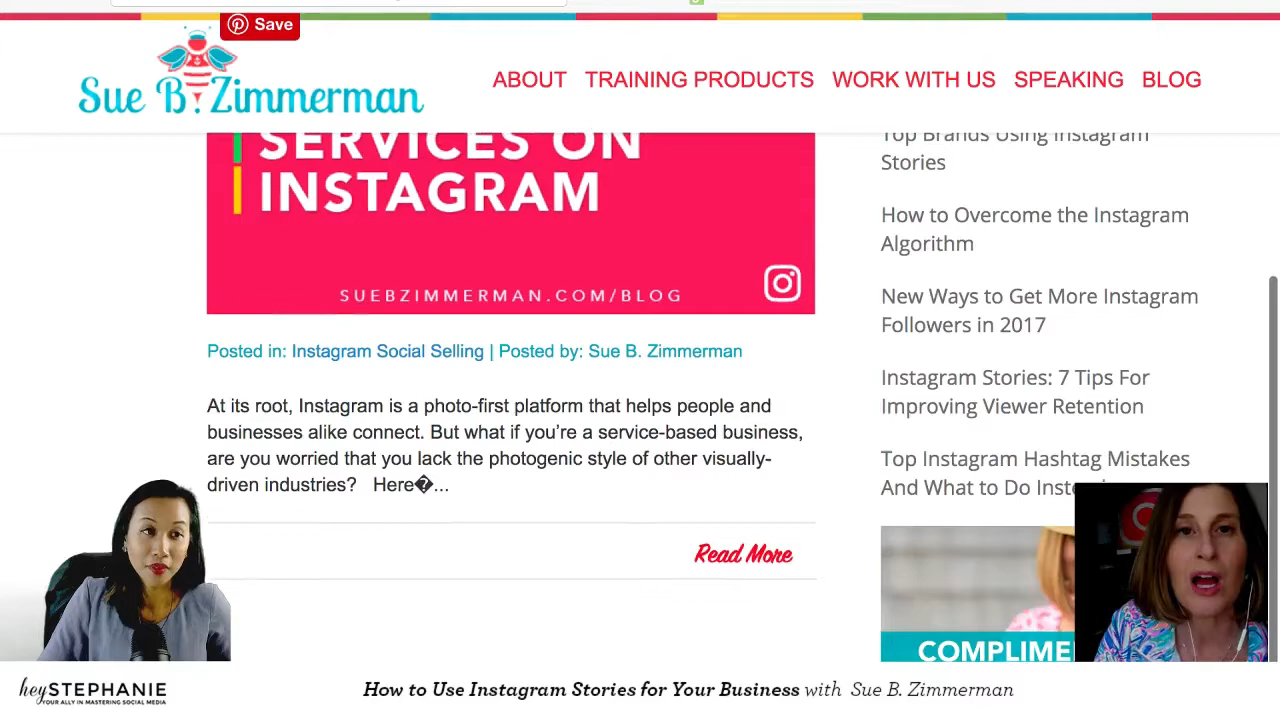 Save
Sue B. Zimmerman
ABOUT TRAINING PRODUCTS WORK WITH US SPEAKING BLOG
SERVICES ON
INSTAGRAM
SUEBZIMMERMAN.COM/BLOG
Posted in: Instagram Social Selling | Posted by: Sue B. Zimmerman
At its root, Instagram is a photo-first platform that helps people and
businesses alike connect. But what if you’re a service-based business,
are you worried that you lack the photogenic style of other visually-
driven industries? Here�...
Read More
Top Brands Using Instagram
Stories
How to Overcome the Instagram
Algorithm
New Ways to Get More Instagram
Followers in 2017
Instagram Stories: 7 Tips For
Improving Viewer Retention
Top Instagram Hashtag Mistakes
And What to Do
COMPLIME
heySTEPHANIE
YOUR ALLY IN MASTERING SOCIAL MEDIA
How to Use Instagram Stories for Your Business with Sue B. Zimmerman